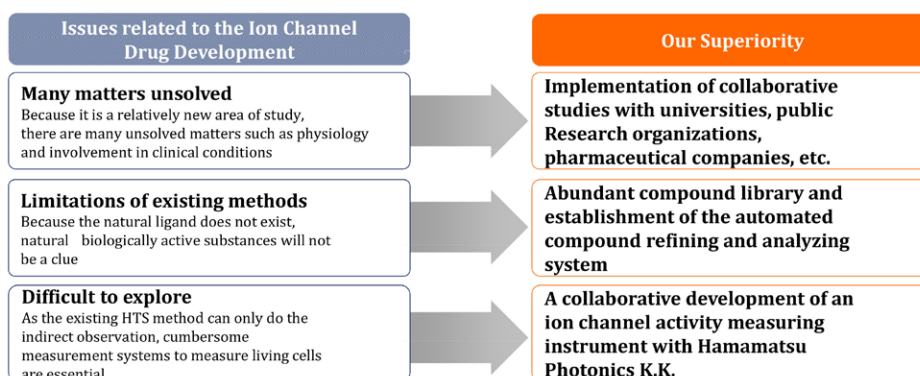 Issues related to the Ion Channel
Drug Development
Our Superiority
Many matters unsolved
Because it is a relatively new area of study,
there are many unsolved matters such as physiology
and involvement in clinical conditions
Implementation of collaborative
studies with universities, public
Research organizations,
pharmaceutical companies, etc.
Limitations of existing methods
Because the natural ligand does not exist,
natural biologically active substances will not
be a clue
Abundant compound library and
establishment of the automated
compound refining and analyzing
system
Difficult to explore
As the existing HTS method can only do the
indirect observation, cumbersome
measurement systems to measure living cells
are essential
A collaborative development of an
ion channel activity measuring
instrument with Hamamatsu
Photonics K.K.